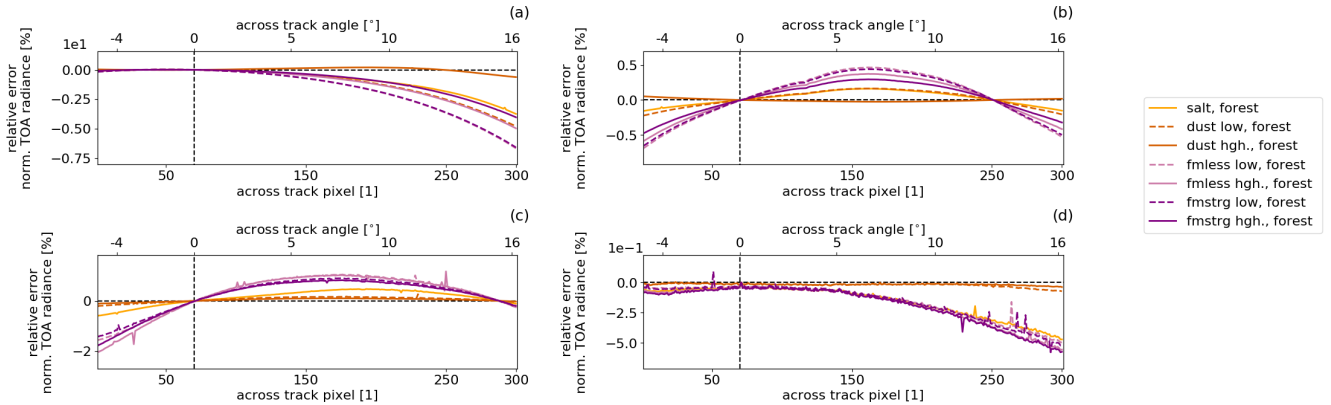 (a)
across track angle [°]
-4 0 5 10 16
1e1
relative error
norm. TOA radiance [%]
0.00
−0.25
−0.50
−0.75
50 150 250 300
across track pixel [1]
(b)
across track angle [°]
-4 0 5 10 16
relative error
norm. TOA radiance [%]
0.5
0.0
−0.5
50 150 250 300
across track pixel [1]
(c)
across track angle [°]
-4 0 5 10 16
relative error
norm. TOA radiance [%]
0
−2
50 150 250 300
across track pixel [1]
(d)
across track angle [°]
-4 0 5 10 16
1e−1
relative error
norm. TOA radiance [%]
0.0
−2.5
−5.0
50 150 250 300
across track pixel [1]
salt, forest
dust low, forest
dust hgh., forest
fmless low, forest
fmless hgh., forest
fmstrg low, forest
fmstrg hgh., forest